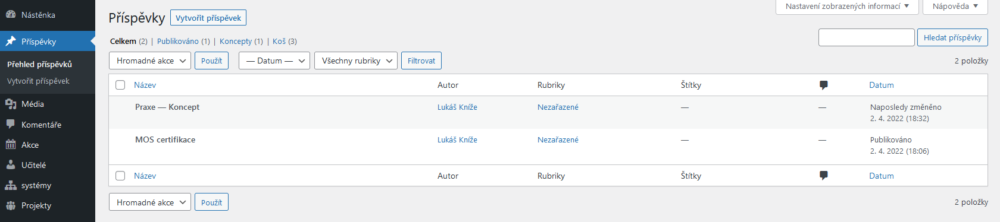 Nástěnka
Příspěvky
Přehled příspěvků
Vytvořit příspěvek
Média
Komentáře
Akce
Učitelé
systémy
Projekty
Nastavení zobrazených informací ▼
Nápověda ▼
Příspěvky Vytvořit příspěvek
Celkem (2) | Publikováno (1) | Koncepty (1) | Koš (3)
Hledat příspěvky
Hromadné akce Použít — Datum — Všechny rubriky Filtrovat 2 položky
Název Autor Rubriky Štítky Datum
Praxe — Koncept Lukáš Kníže Nezařazené — — Naposledy změněno
2. 4. 2022 (18:32)
MOS certifikace Lukáš Kníže Nezařazené — — Publikováno
2. 4. 2022 (18:06)
Název Autor Rubriky Štítky Datum
Hromadné akce Použít 2 položky